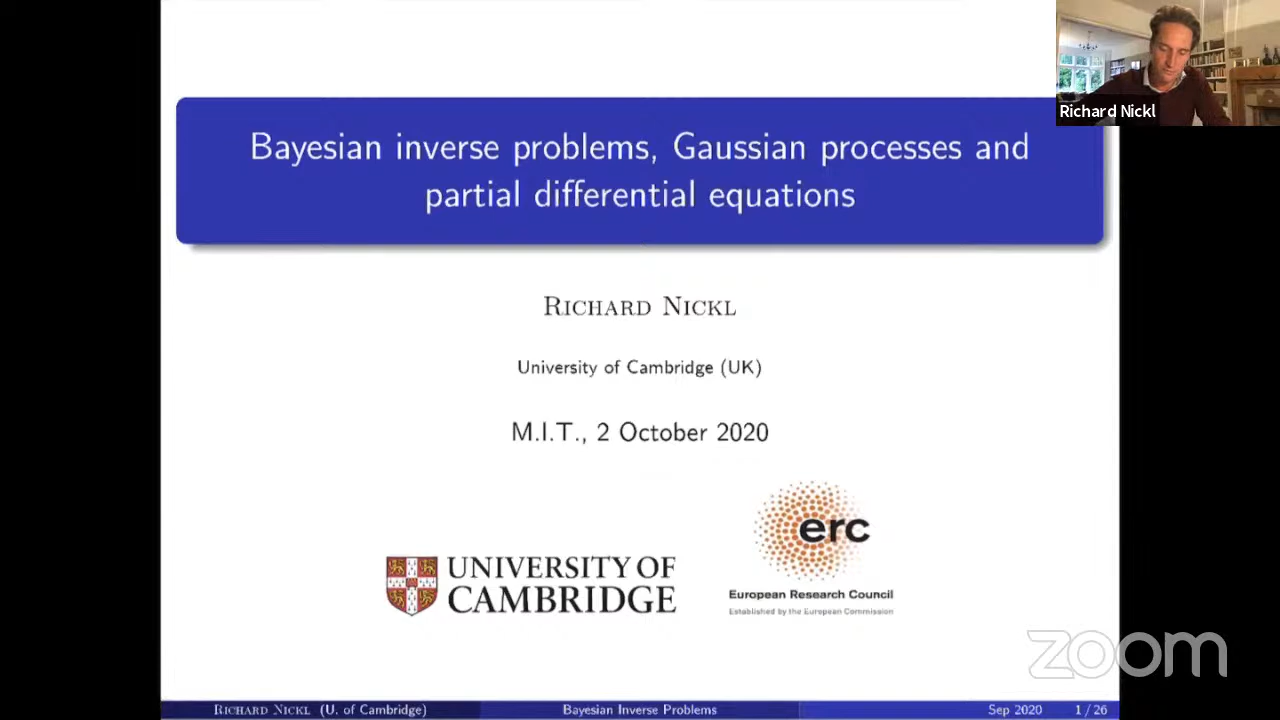 Richard Nickl
Bayesian inverse problems, Gaussian processes and
partial differential equations
RICHARD NICKL
University of Cambridge (UK)
M.I.T., 2 October 2020
erc
UNIVERSITY OF
CAMBRIDGE
European Research Council
Established by the European Commission
zoom
RICHARD NICKL (U. of Cambridge) Bayesian Inverse Problems Sep 2020 1 / 26